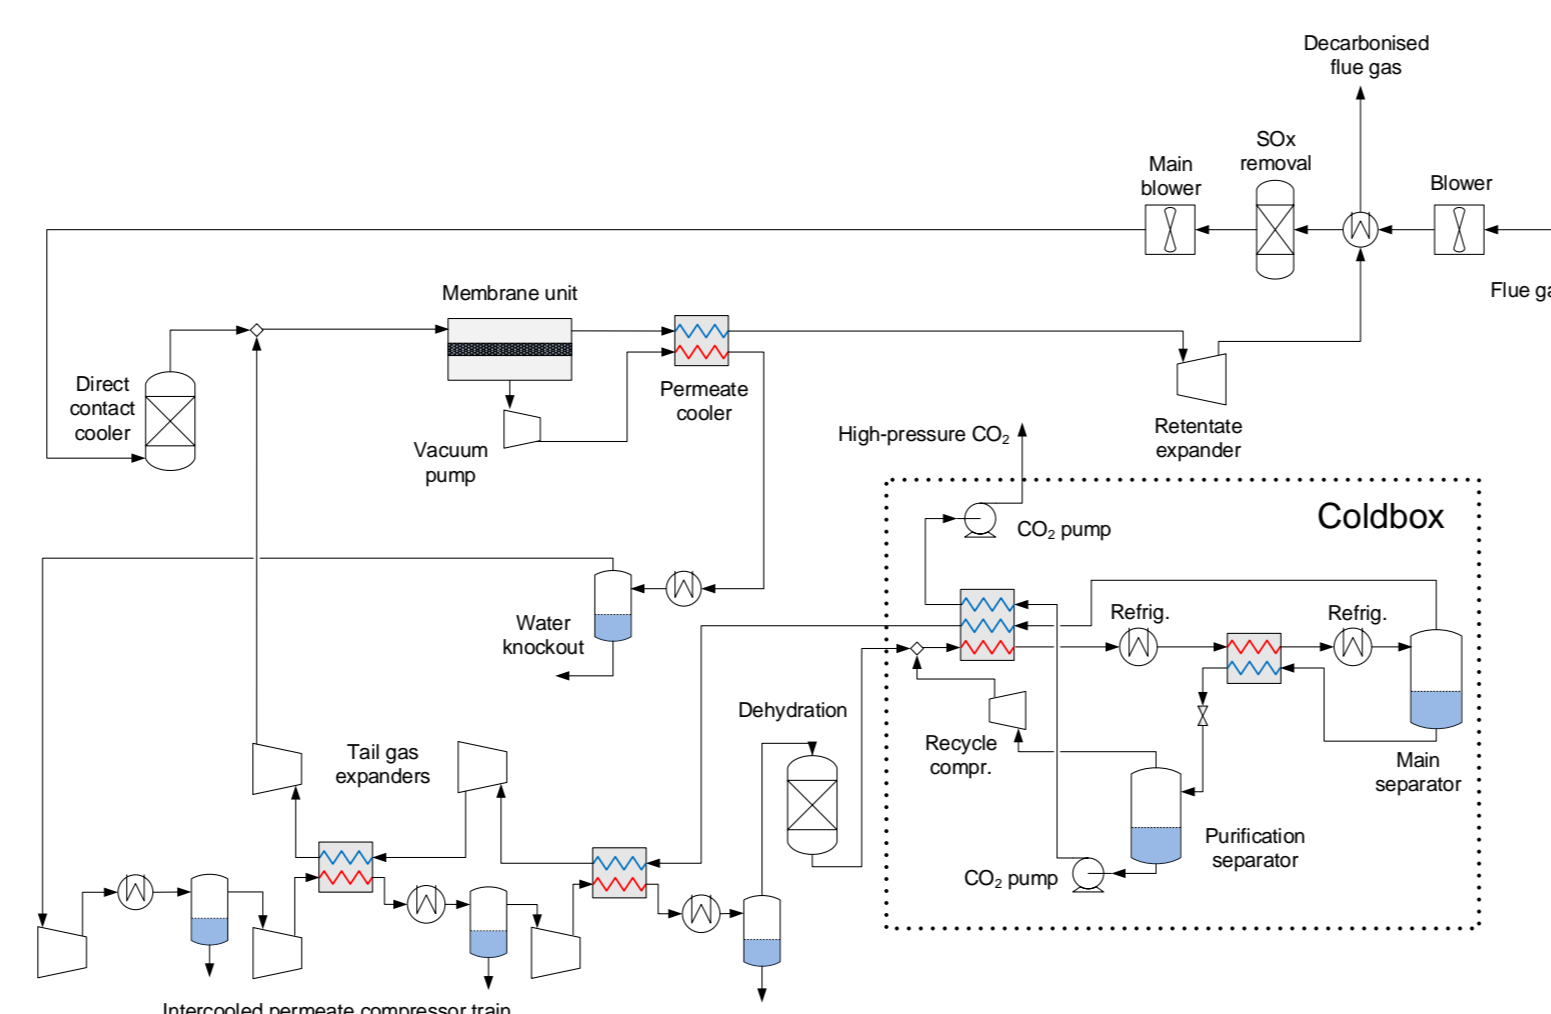 Decarbonised
flue gas
SOx
removal
Main
blower
Blower
Flue ga
Membrane unit
Direct
contact
cooler
Permeate
cooler
Vacuum
pump
Retentate
expander
High-pressure CO₂
Coldbox
CO₂ pump
Water
knockout
Refrig.
Refrig.
Dehydration
Recycle
compr.
Tail gas
expanders
Main
separator
Purification
separator
CO₂ pump
Intercooled permeate compressor train